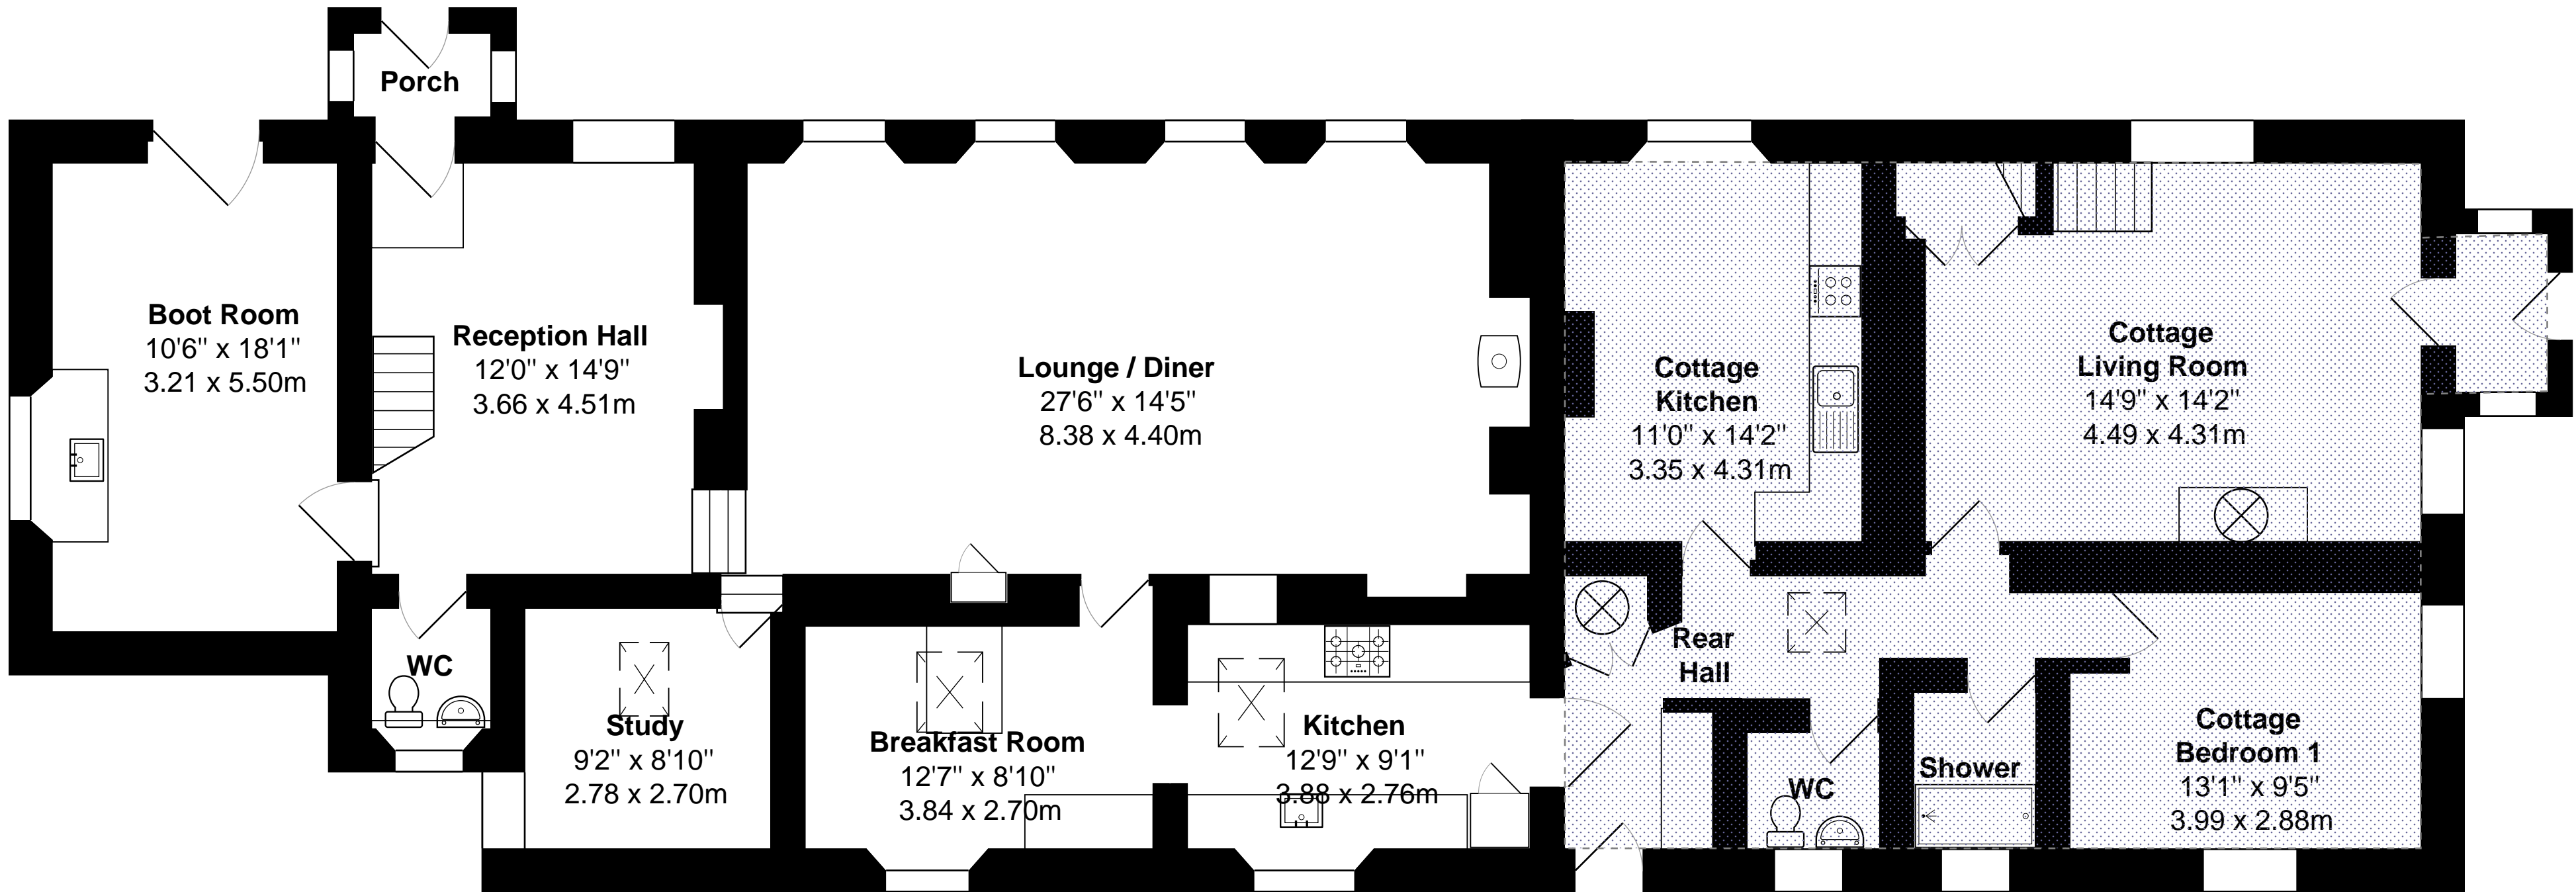 Porch
Boot Room
10'6" x 18'1"
3.21 x 5.50m
Reception Hall
12'0" x 14'9"
3.66 x 4.51m
Lounge / Diner
27'6" x 14'5"
8.38 x 4.40m
Cottage
Kitchen
11'0" x 14'2"
3.35 x 4.31m
Cottage
Living Room
14'9" x 14'2"
4.49 x 4.31m
WC
Study
9'2" x 8'10"
2.78 x 2.70m
Breakfast Room
12'7" x 8'10"
3.84 x 2.70m
Kitchen
12'9" x 9'1"
3.88 x 2.76m
Rear
Hall
WC
Shower
Cottage
Bedroom 1
13'1" x 9'5"
3.99 x 2.88m